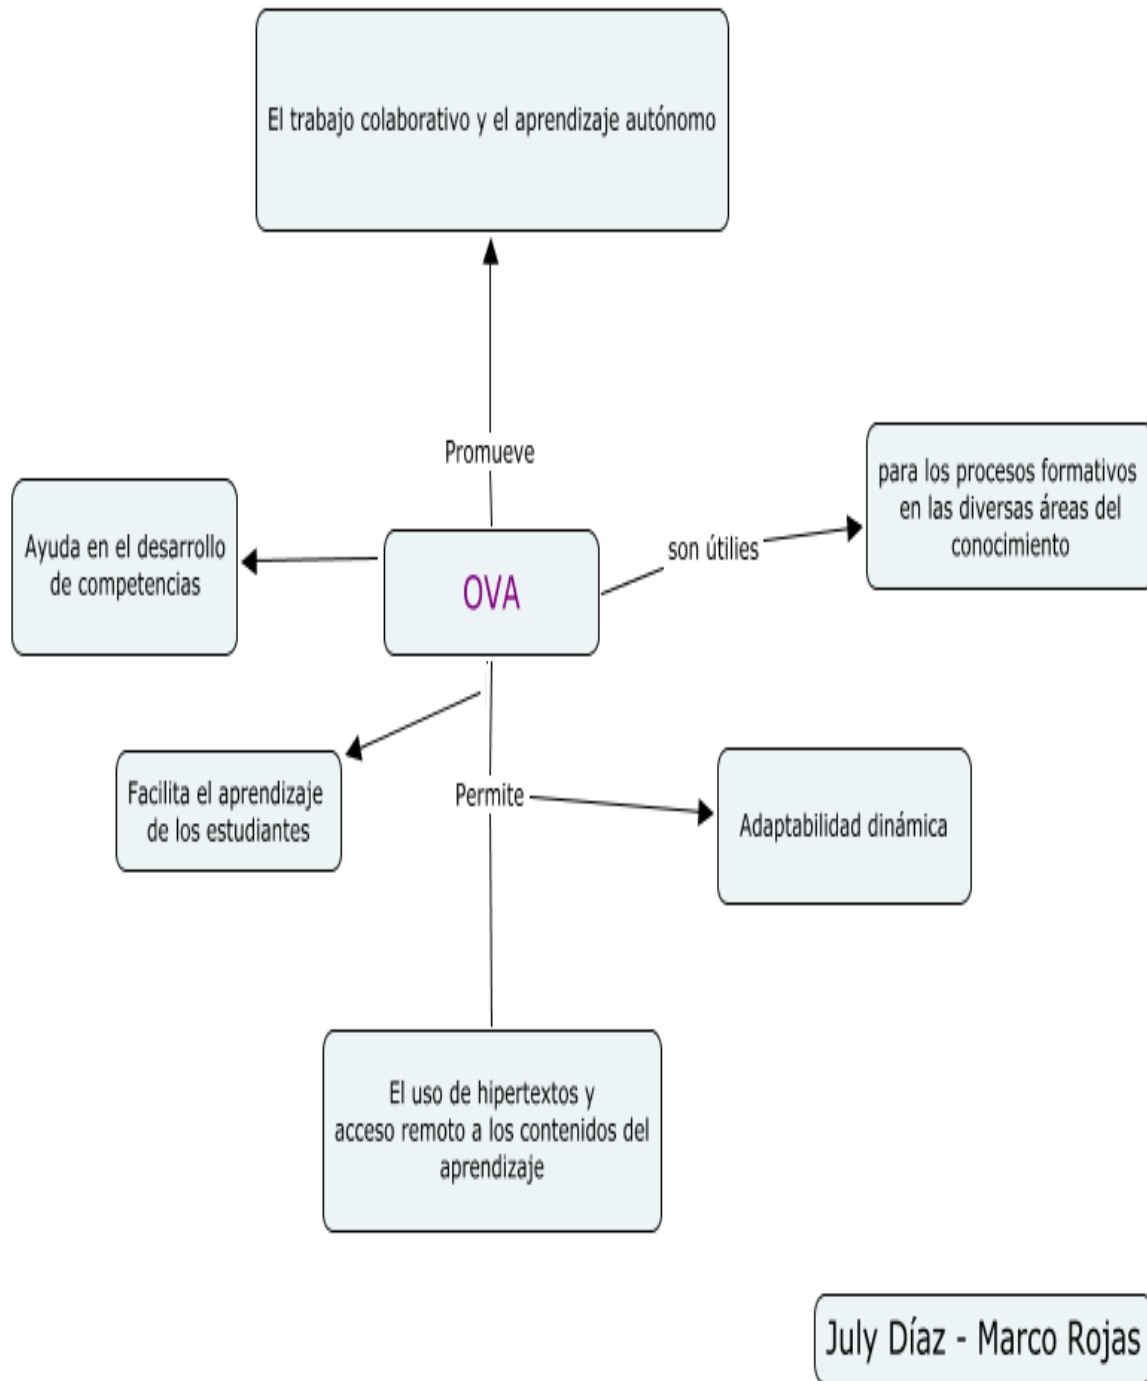 El trabajo colaborativo y el aprendizaje autónomo
Promueve
para los procesos formativos
en las diversas áreas del
conocimiento
son útilies
Ayuda en el desarrollo
de competencias
OVA
Facilita el aprendizaje
de los estudiantes
Permite
Adaptabilidad dinámica
El uso de hipertextos y
acceso remoto a los contenidos del
aprendizaje
July Díaz - Marco Rojas